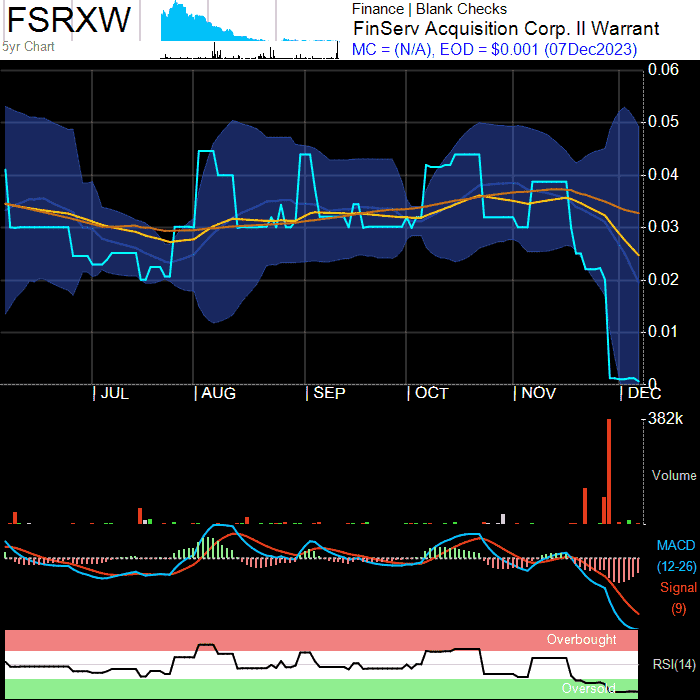 FSRXW
5yr Chart
Finance | Blank Checks
FinServ Acquisition Corp. II Warrant
MC = (N/A), EOD = $0.001 (07Dec2023)
0.06
0.05
0.04
0.03
0.02
0.01
0
| JUL | AUG | SEP | OCT | NOV | DEC
382k
Volume
MACD
(12-26)
Signal
(9)
Overbought
RSI(14)
Oversold